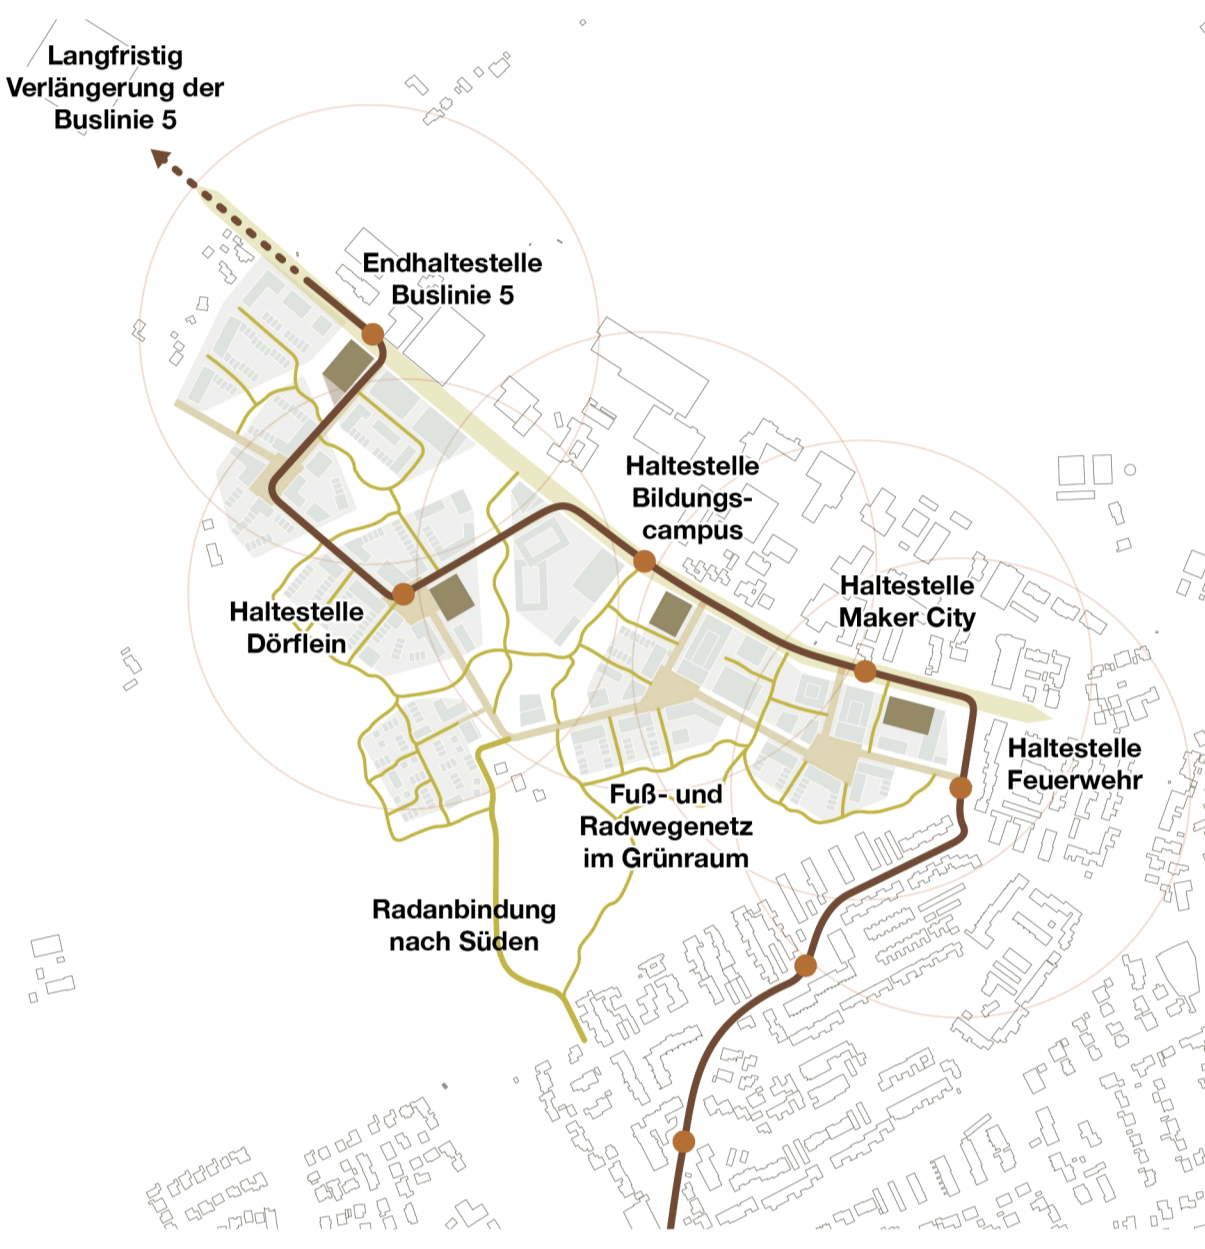 Langfristig
Verlängerung der
Buslinie 5
Endhaltestelle
Buslinie 5
Haltestelle
Bildungs-
campus
Haltestelle
Maker City
Haltestelle
Dörflein
Haltestelle
Feuerwehr
Fuß- und
Radwegenetz
im Grünraum
Radanbindung
nach Süden